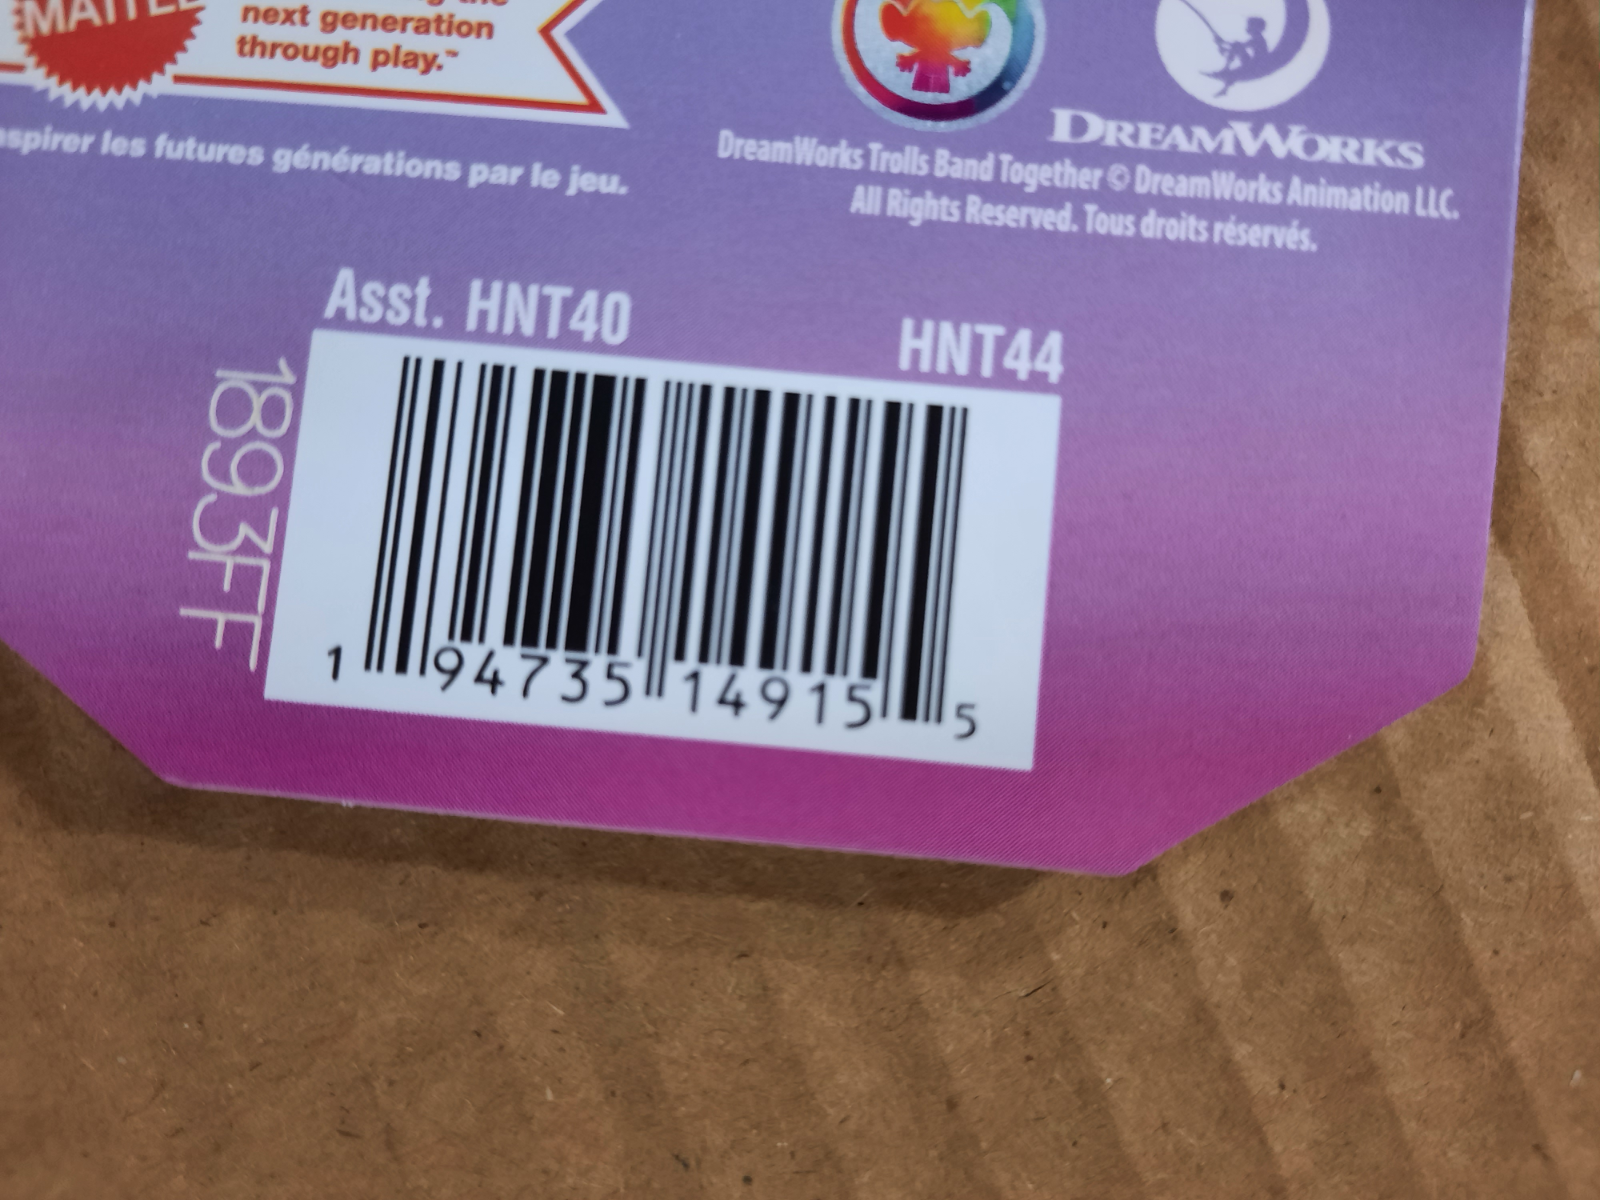 MATTEL
next generation
through play.™
nspirer les futures générations par le jeu.
DREAMWORKS
DreamWorks Trolls Band Together © DreamWorks Animation LLC.
All Rights Reserved. Tous droits réservés.
Asst. HNT40
HNT44
1893FF
1 94735 14915 5